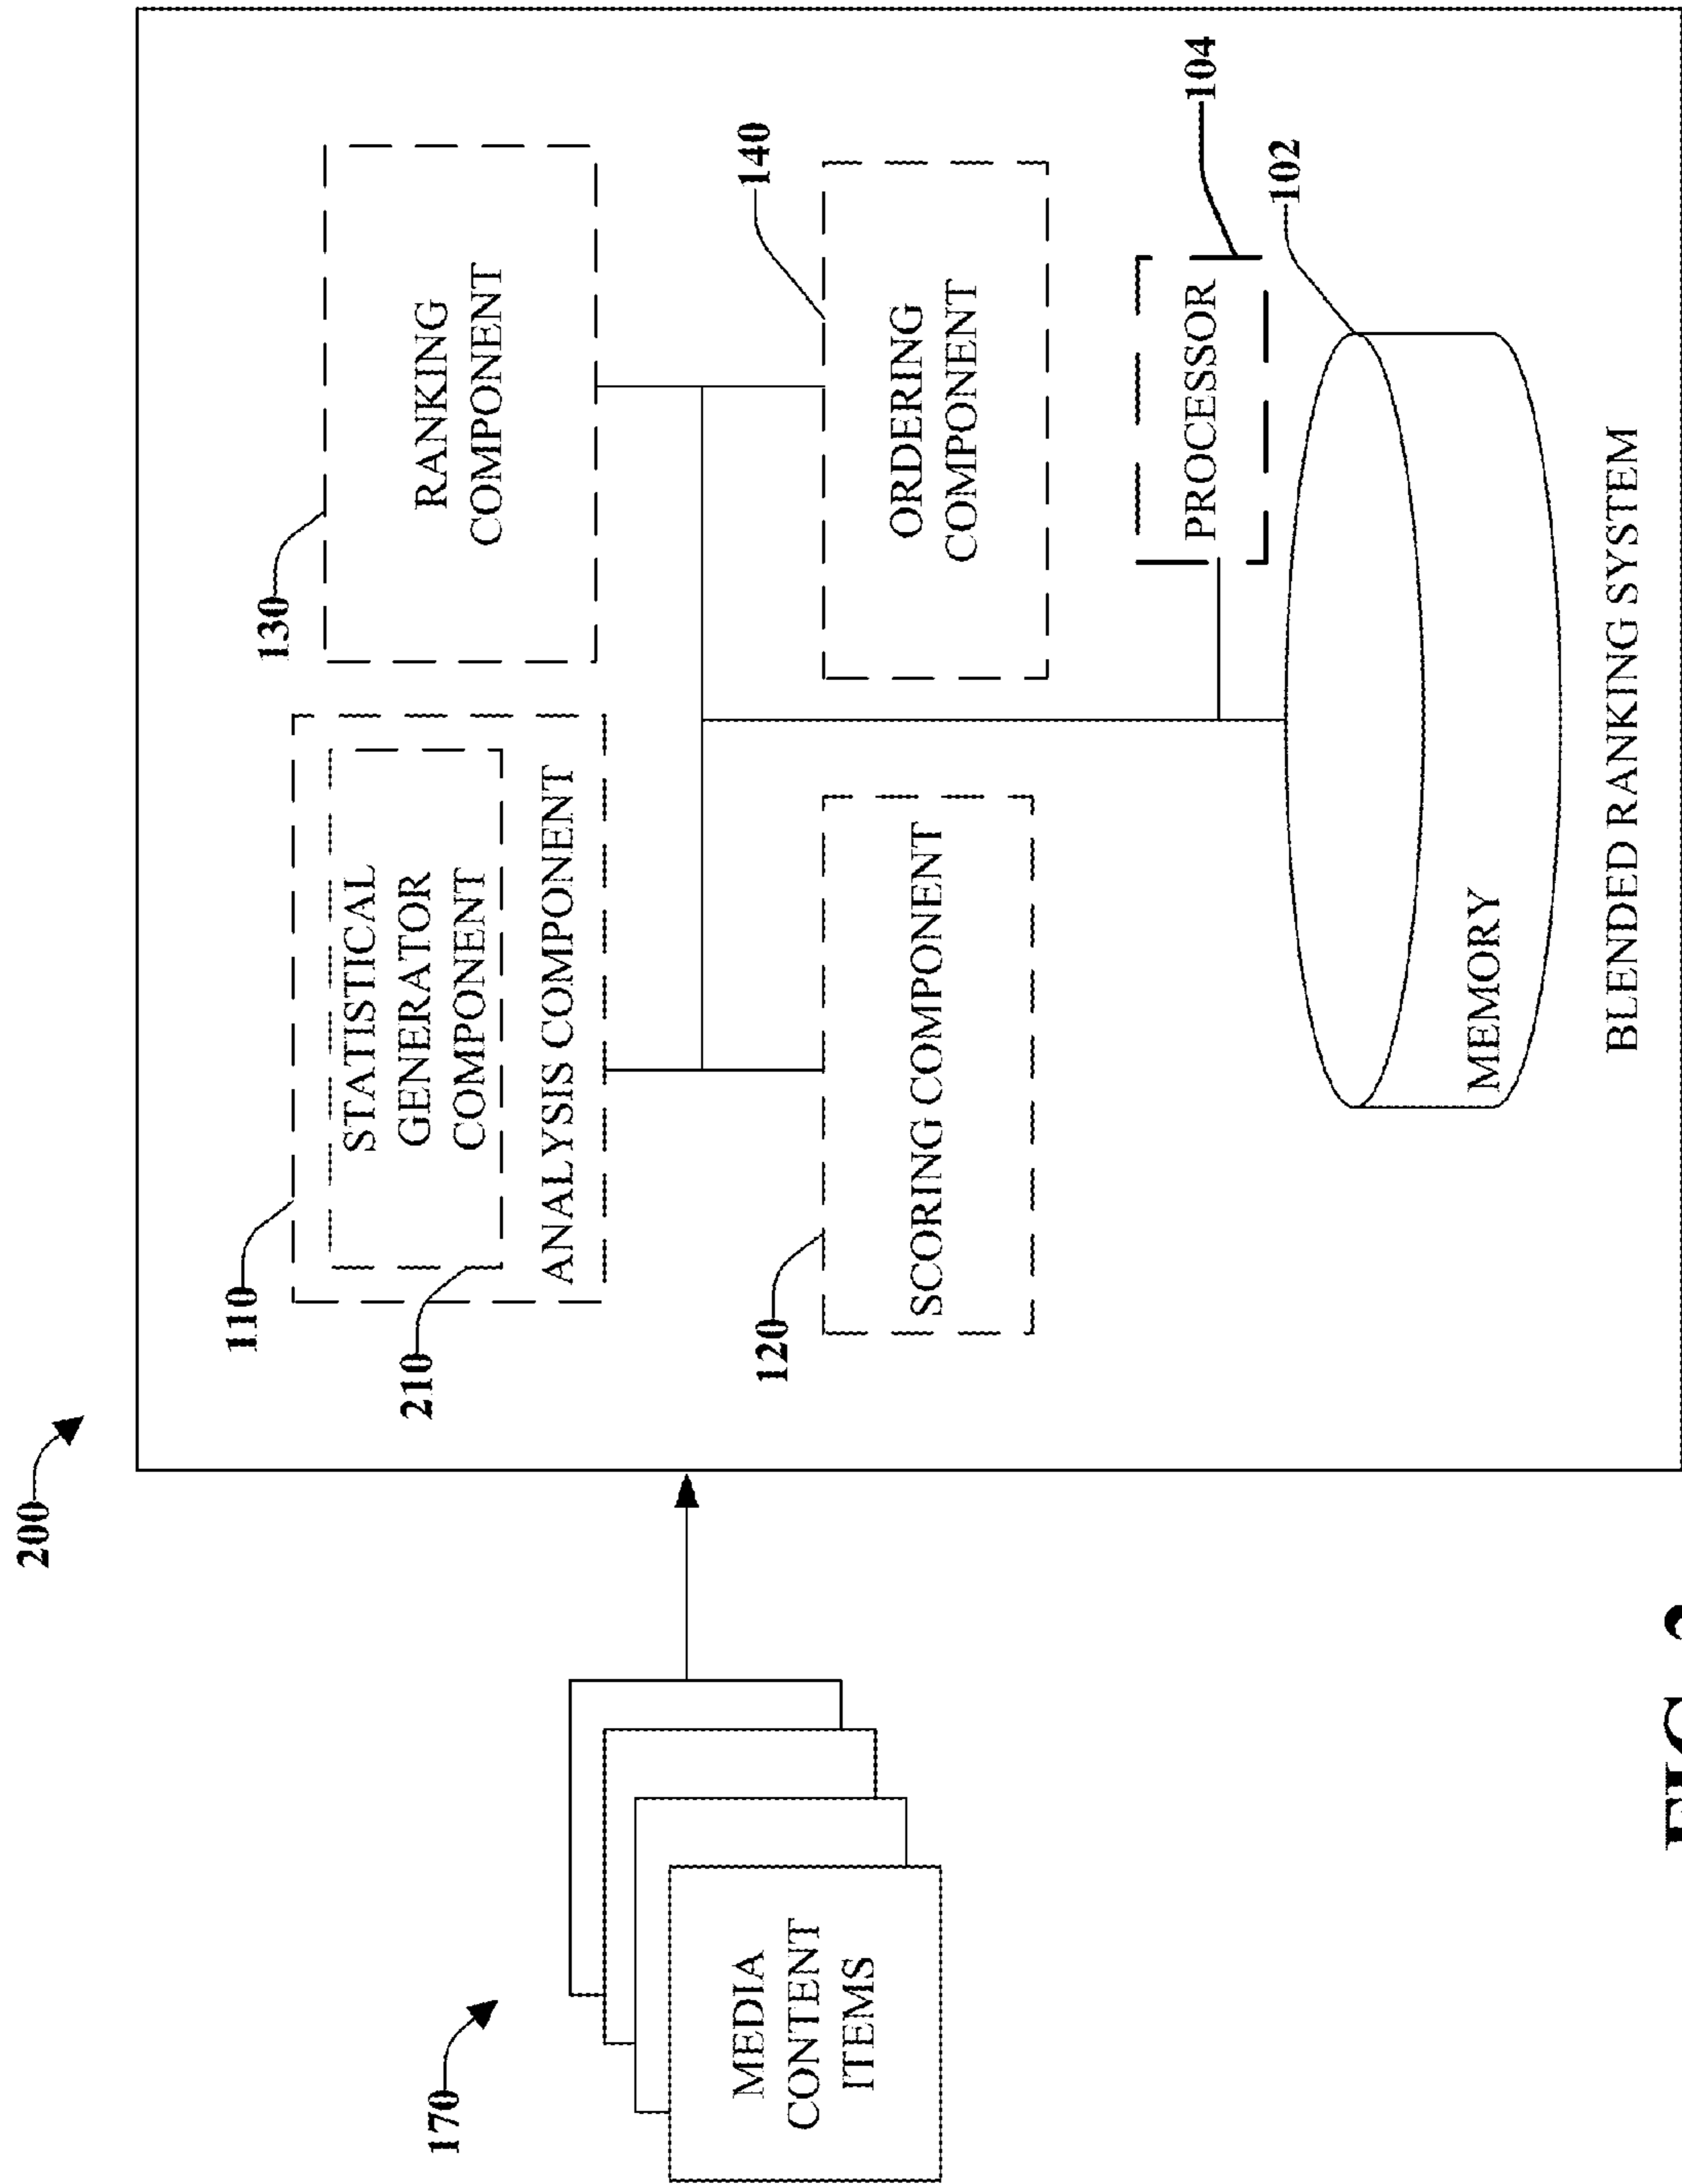 200
110
130
STATISTICAL
GENERATOR
COMPONENT
ANALYSIS COMPONENT
210
RANKING
COMPONENT
170
MEDIA
CONTENT
ITEMS
120
SCORING COMPONENT
140
ORDERING
COMPONENT
104
PROCESSOR
102
MEMORY
BLENDED RANKING SYSTEM
FIG